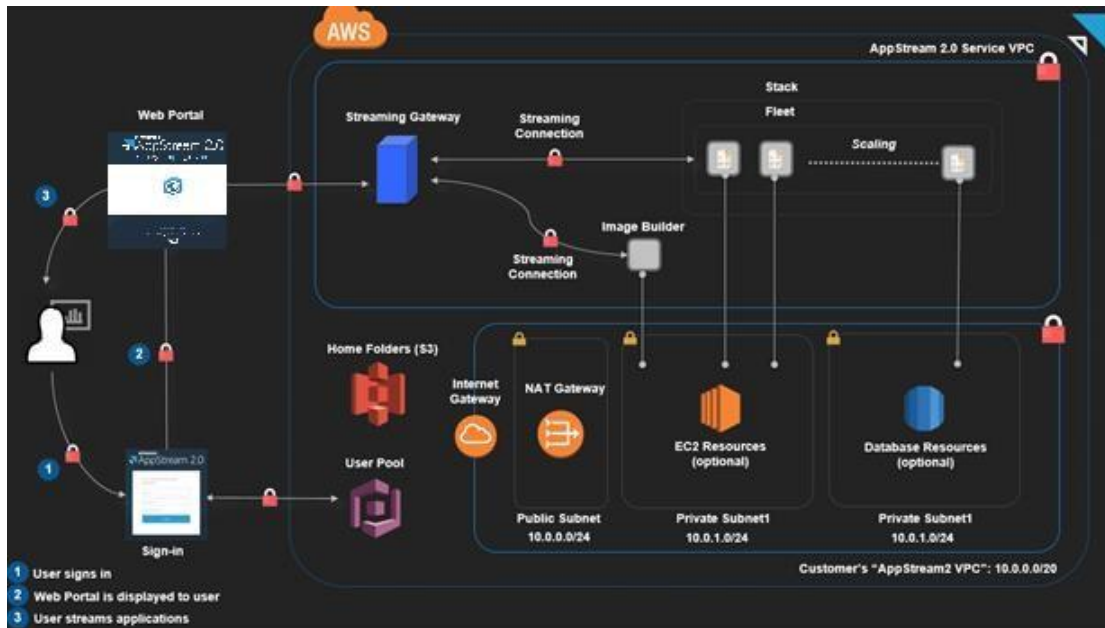 AWS
AppStream 2.0 Service VPC
Stack
Fleet
Web Portal
AppStream 2.0
Streaming Gateway
Streaming
Connection
Scaling
3
Image Builder
Streaming
Connection
2
Home Folders (S3)
Internet
Gateway
NAT Gateway
EC2 Resources
(optional)
Database Resources
(optional)
1
AppStream 2.0
User Pool
Public Subnet
10.0.0.0/24
Private Subnet1
10.0.1.0/24
Private Subnet1
10.0.1.0/24
Sign-in
Customer's "AppStream2 VPC": 10.0.0.0/20
1 User signs in
2 Web Portal is displayed to user
3 User streams applications